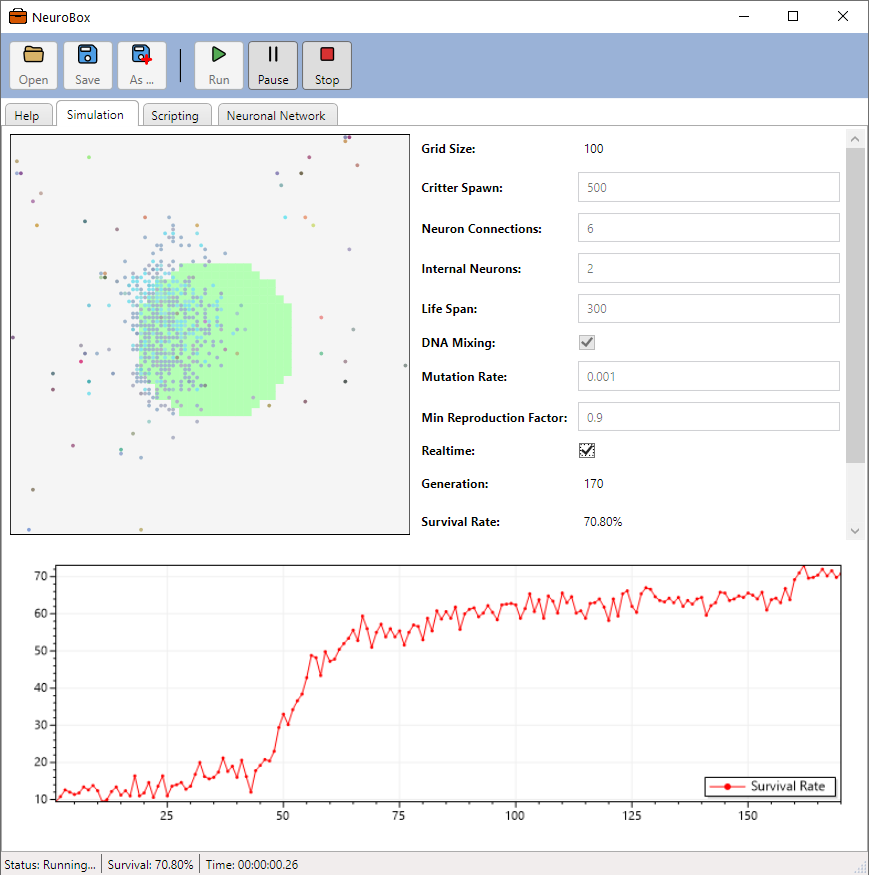 NeuroBox
Open Save As ... Run Pause Stop
Help Simulation Scripting Neuronal Network
Grid Size: 100
Critter Spawn: 500
Neuron Connections: 6
Internal Neurons: 2
Life Span: 300
DNA Mixing:
Mutation Rate: 0.001
Min Reproduction Factor: 0.9
Realtime:
Generation: 170
Survival Rate: 70.80%
70
60
50
40
30
20
10
25 50 75 100 125 150
Survival Rate
Status: Running... Survival: 70.80% Time: 00:00:00.26